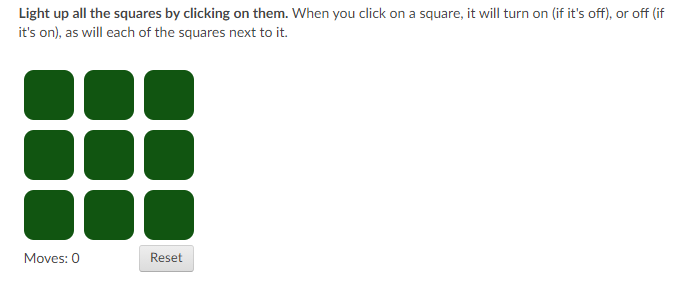 Light up all the squares by clicking on them. When you click on a square, it will turn on (if it's off), or off (if
it's on), as will each of the squares next to it.
Moves: 0
Reset